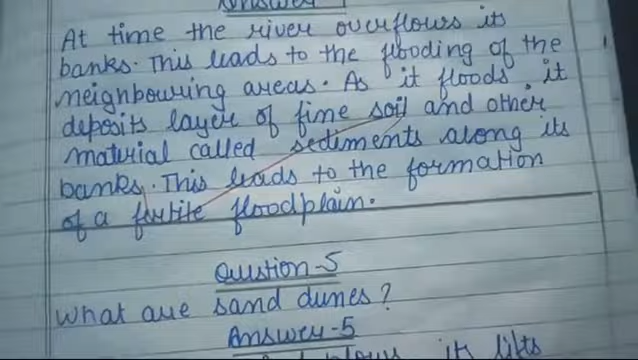 At time the river overflows its
banks. This leads to the flooding of the
neighbouring areas. As it floods, it
deposits layer of fine soil and other
material called sediments along its
banks. This leads to the formation
of a fertile floodplain.
Question-5
What are sand dunes?
Answer-5
it lifts